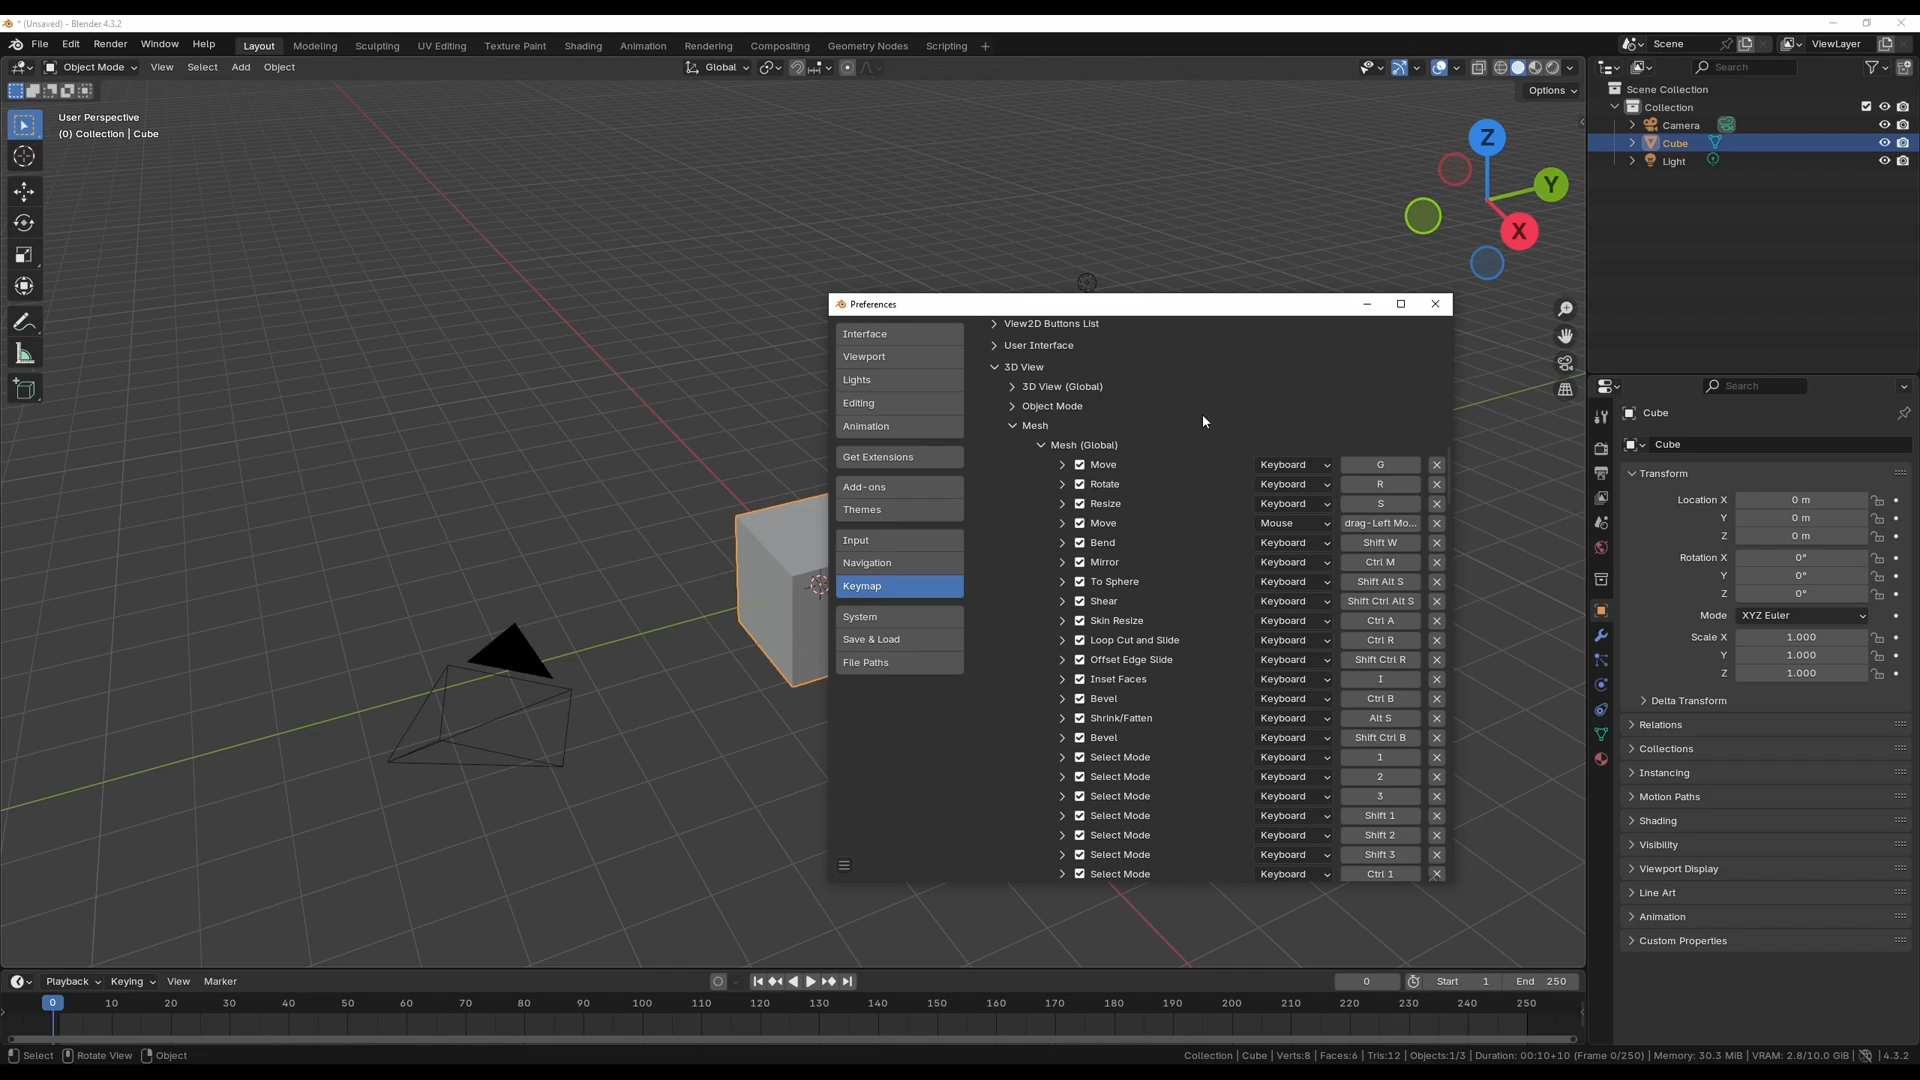 * (Unsaved) - Blender 4.3.2
File Edit Render Window Help Layout Modeling Sculpting UV Editing Texture Paint Shading Animation Rendering Compositing Geometry Nodes Scripting + Scene ViewLayer
Object Mode View Select Add Object Global Search
Options
User Perspective
(0) Collection | Cube
Scene Collection
Collection
Camera
Cube
Light
Z
Y
X
Preferences
Interface
Viewport
Lights
Editing
Animation
Get Extensions
Add-ons
Themes
Input
Navigation
Keymap
System
Save & Load
File Paths
View2D Buttons List
User Interface
3D View
3D View (Global)
Object Mode
Mesh
Mesh (Global)
Move Keyboard G
Rotate Keyboard R
Resize Keyboard S
Move Mouse drag-Left Mo...
Bend Keyboard Shift W
Mirror Keyboard Ctrl M
To Sphere Keyboard Shift Alt S
Shear Keyboard Shift Ctrl Alt S
Skin Resize Keyboard Ctrl A
Loop Cut and Slide Keyboard Ctrl R
Offset Edge Slide Keyboard Shift Ctrl R
Inset Faces Keyboard I
Bevel Keyboard Ctrl B
Shrink/Fatten Keyboard Alt S
Bevel Keyboard Shift Ctrl B
Select Mode Keyboard 1
Select Mode Keyboard 2
Select Mode Keyboard 3
Select Mode Keyboard Shift 1
Select Mode Keyboard Shift 2
Select Mode Keyboard Shift 3
Select Mode Keyboard Ctrl 1
Search
Cube
Cube
Transform
Location X 0 m
Y 0 m
Z 0 m
Rotation X 0°
Y 0°
Z 0°
Mode XYZ Euler
Scale X 1.000
Y 1.000
Z 1.000
Delta Transform
Relations
Collections
Instancing
Motion Paths
Shading
Visibility
Viewport Display
Line Art
Animation
Custom Properties
Playback Keying View Marker 0 Start 1 End 250
0 10 20 30 40 50 60 70 80 90 100 110 120 130 140 150 160 170 180 190 200 210 220 230 240 250
Select Rotate View Object Collection | Cube | Verts:8 | Faces:6 | Tris:12 | Objects:1/3 | Duration: 00:10+10 (Frame 0/250) | Memory: 30.3 MiB | VRAM: 2.8/10.0 GiB | 4.3.2